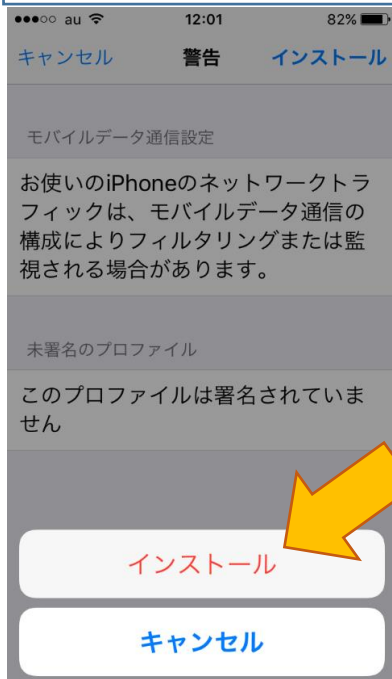 au 12:01 82%
キャンセル 警告 インストール
モバイルデータ通信設定
お使いのiPhoneのネットワークトラ
フィックは、モバイルデータ通信の
構成によりフィルタリングまたは監
視される場合があります。
未署名のプロファイル
このプロファイルは署名されていま
せん
インストール
キャンセル